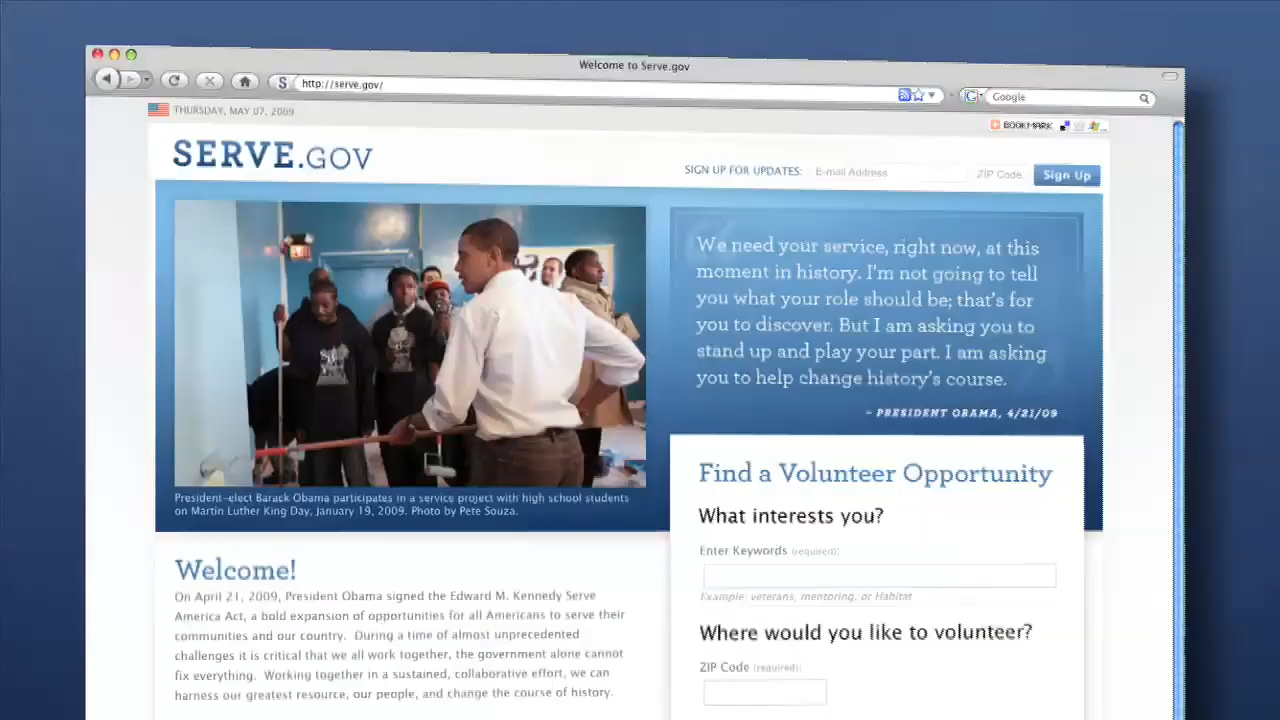 Welcome to Serve.gov
http://serve.gov/
Google
THURSDAY, MAY 07, 2009
BOOKMARK
SERVE.GOV
SIGN UP FOR UPDATES:
E-mail Address
ZIP Code
Sign Up
We need your service, right now, at this
moment in history. I'm not going to tell
you what your role should be; that's for
you to discover. But I am asking you to
stand up and play your part. I am asking
you to help change history's course.
– PRESIDENT OBAMA, 4/21/09
President-elect Barack Obama participates in a service project with high school students
on Martin Luther King Day, January 19, 2009. Photo by Pete Souza.
Welcome!
On April 21, 2009, President Obama signed the Edward M. Kennedy Serve
America Act, a bold expansion of opportunities for all Americans to serve their
communities and our country. During a time of almost unprecedented
challenges it is critical that we all work together, the government alone cannot
fix everything. Working together in a sustained, collaborative effort, we can
harness our greatest resource, our people, and change the course of history.
Find a Volunteer Opportunity
What interests you?
Enter Keywords (required):
Example: veterans, mentoring, or Habitat
Where would you like to volunteer?
ZIP Code (required):